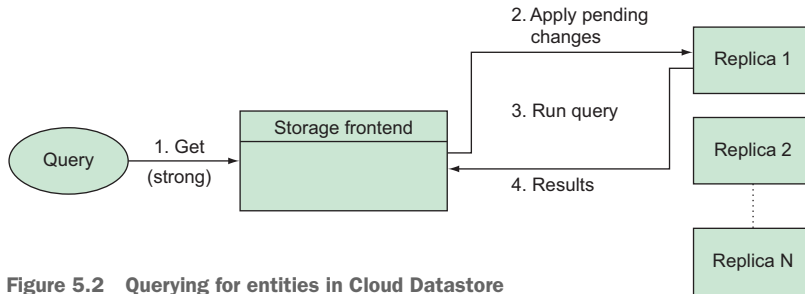 2. Apply pending
changes
Replica 1
Storage frontend
3. Run query
Query
1. Get
(strong)
Replica 2
4. Results
Replica N
Figure 5.2 Querying for entities in Cloud Datastore